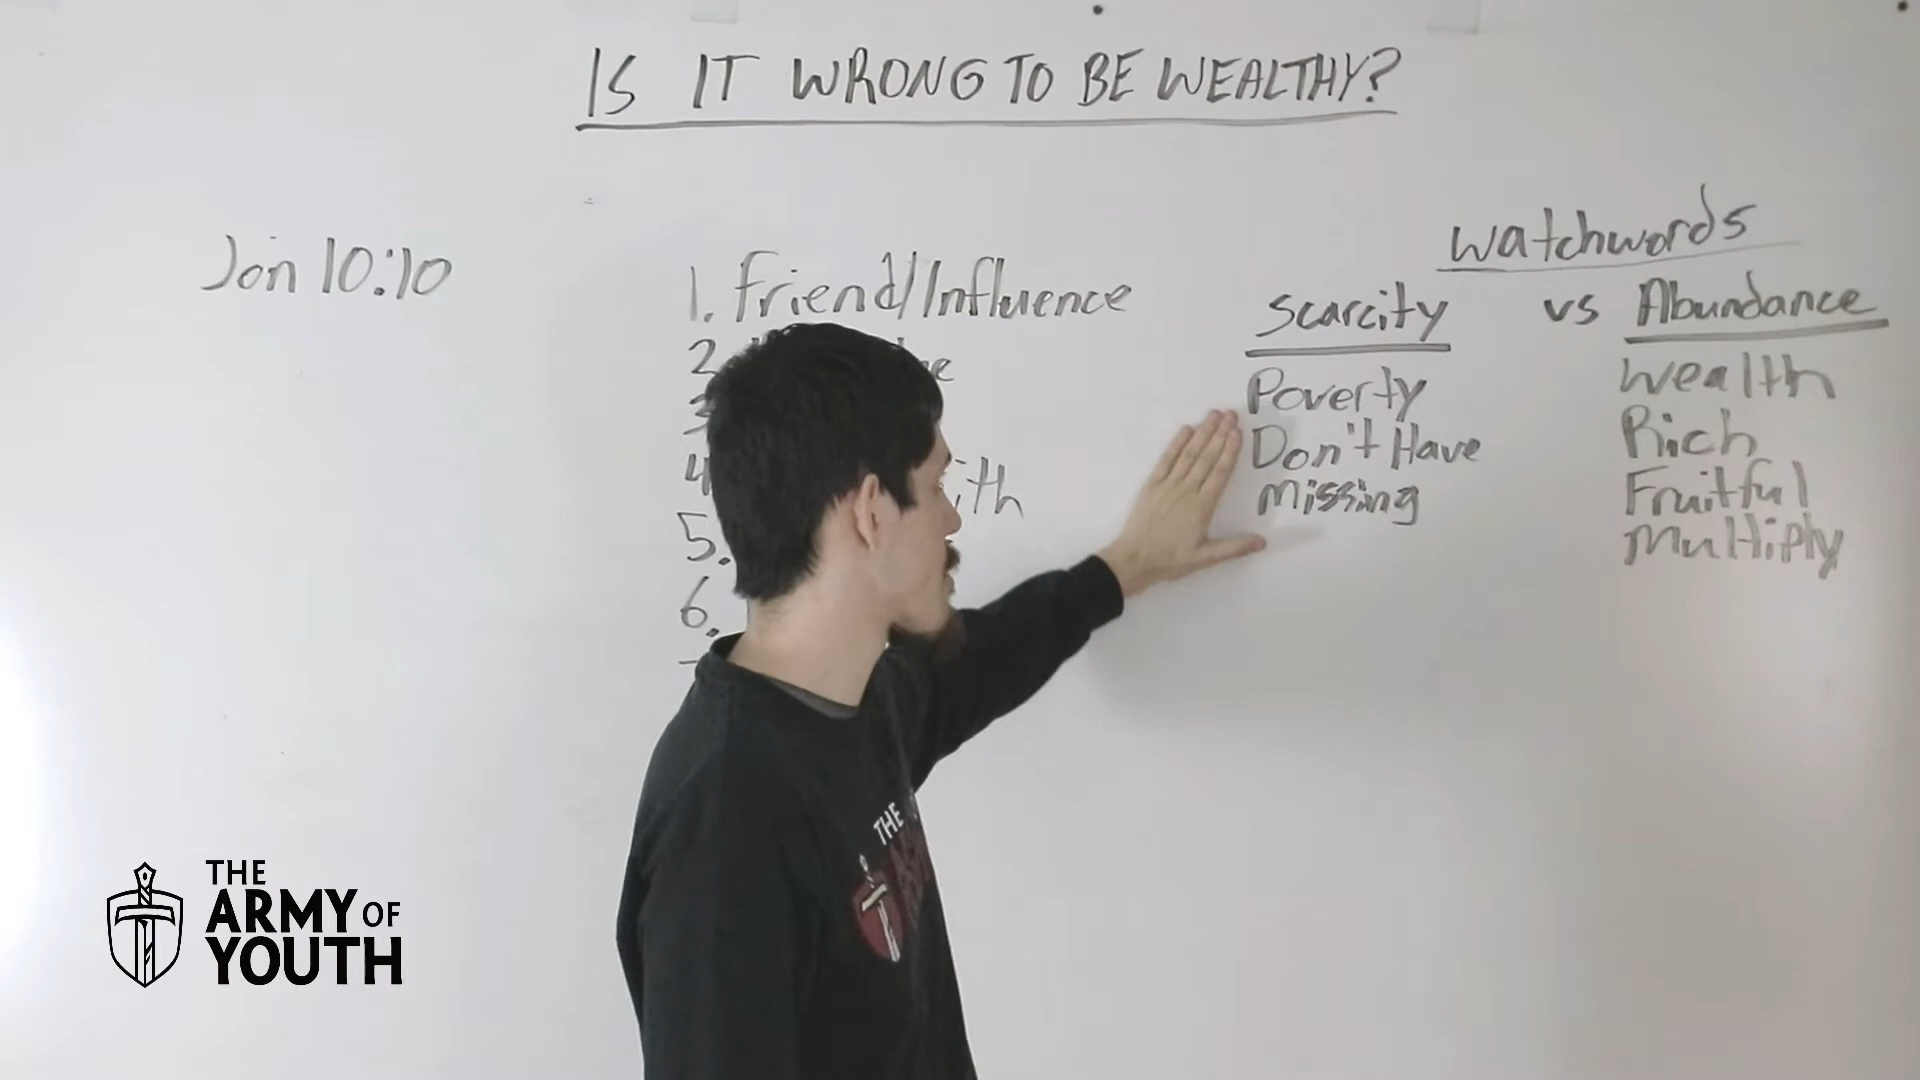 IS IT WRONG TO BE WEALTHY?
Jon 10:10
1. Friend/Influence
2.
3
4
5.
6.
Watchwords
Scarcity vs Abundance
Poverty
Don't Have
Missing
Wealth
Rich
Fruitful
Multiply
THE
THE
ARMY OF
YOUTH